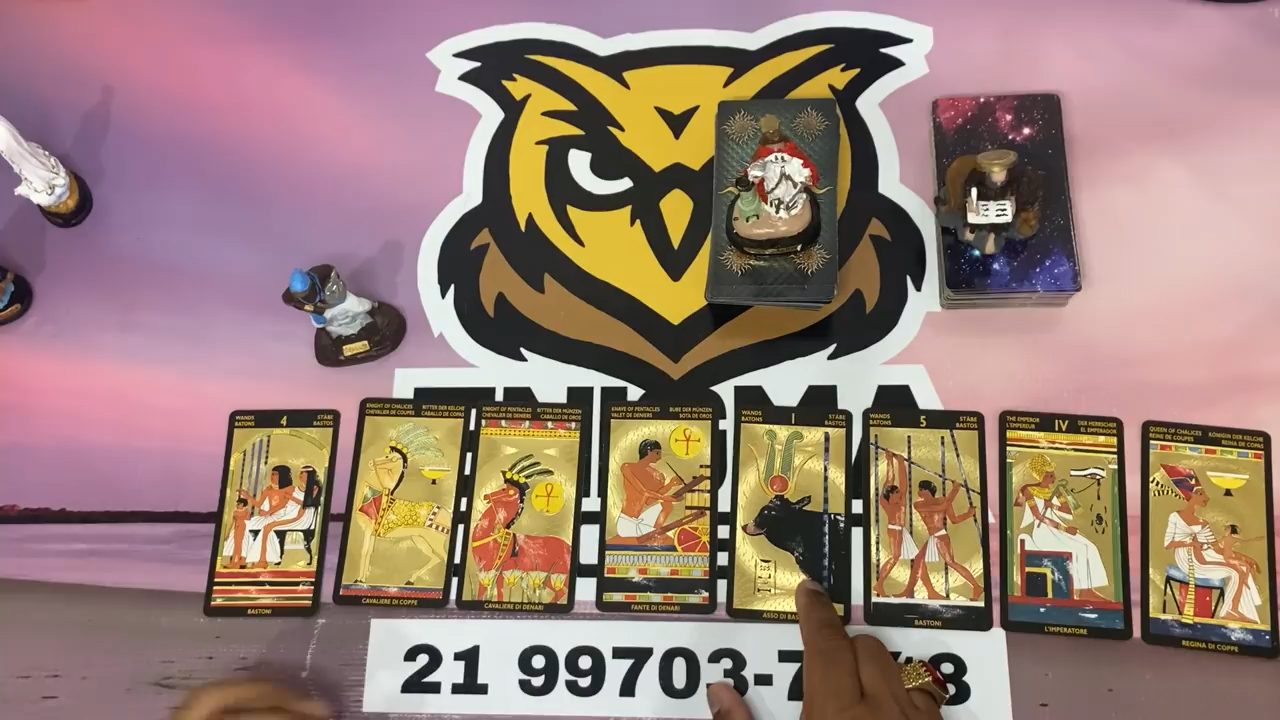 ENIGMA
WANDS 4 STÄBE
BATONS BASTOS
BASTONI
KNIGHT OF CHALICES RITTER DER KELCHE
CHEVALIER DE COUPES CABALLO DE COPAS
CAVALIERE DI COPPE
KNIGHT OF PENTACLES RITTER DER MÜNZEN
CHEVALIER DE DENIERS CABALLO DE OROS
CAVALIERE DI DENARI
KNAVE OF PENTACLES BUBE DER MÜNZEN
VALET DE DENIERS SOTA DE OROS
FANTE DI DENARI
WANDS I STÄBE
BATONS BASTOS
ASSO DI BAS
WANDS 5 STÄBE
BATONS BASTOS
BASTONI
THE EMPEROR IV DER HERRSCHER
L'EMPEREUR EL EMPERADOR
L'IMPERATORE
QUEEN OF CHALICES KÖNIGIN DER KELCHE
REINE DE COUPES REINA DE COPAS
REGINA DI COPPE
21 99703-7 8